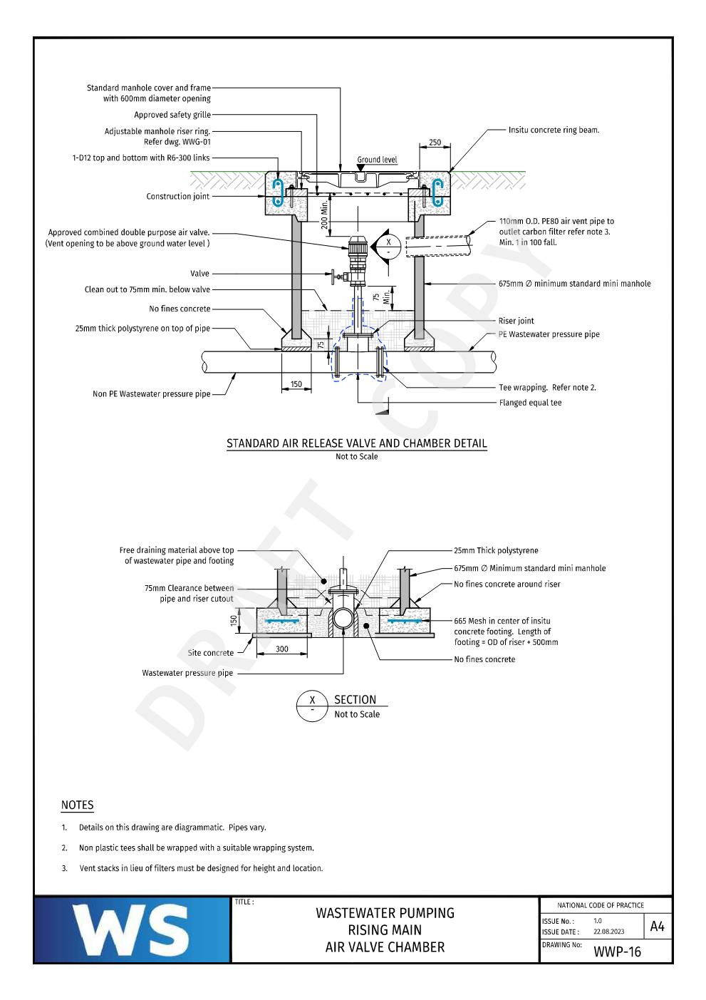 Standard manhole cover and frame
with 600mm diameter opening
Approved safety grille
Adjustable manhole riser ring.
Refer dwg. WWG-01
1-D12 top and bottom with R6-300 links
Construction joint
Approved combined double purpose air valve.
(Vent opening to be above ground water level )
Valve
Clean out to 75mm min. below valve
No fines concrete
25mm thick polystyrene on top of pipe
Non PE Wastewater pressure pipe
Ground level
250
200 Min.
X
-
75
Min.
75
150
Insitu concrete ring beam.
110mm O.D. PE80 air vent pipe to
outlet carbon filter refer note 3.
Min. 1 in 100 fall.
675mm ∅ minimum standard mini manhole
Riser joint
PE Wastewater pressure pipe
Tee wrapping. Refer note 2.
Flanged equal tee
STANDARD AIR RELEASE VALVE AND CHAMBER DETAIL
Not to Scale
DRAFT COPY
Free draining material above top
of wastewater pipe and footing
75mm Clearance between
pipe and riser cutout
150
Site concrete
300
Wastewater pressure pipe
25mm Thick polystyrene
675mm ∅ Minimum standard mini manhole
No fines concrete around riser
665 Mesh in center of insitu
concrete footing. Length of
footing = OD of riser + 500mm
No fines concrete
X
-
SECTION
Not to Scale
NOTES
1. Details on this drawing are diagrammatic. Pipes vary.
2. Non plastic tees shall be wrapped with a suitable wrapping system.
3. Vent stacks in lieu of filters must be designed for height and location.
WS
TITLE :
WASTEWATER PUMPING
RISING MAIN
AIR VALVE CHAMBER
NATIONAL CODE OF PRACTICE
ISSUE No. : 1.0
ISSUE DATE : 22.08.2023
A4
DRAWING No: WWP-16